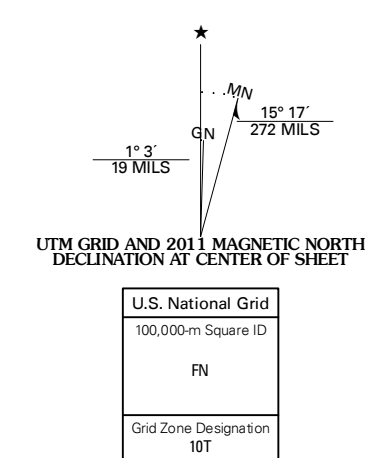 ★
MN
GN
15° 17´
272 MILS
1° 3´
19 MILS
UTM GRID AND 2011 MAGNETIC NORTH
DECLINATION AT CENTER OF SHEET
U.S. National Grid
100,000-m Square ID
FN
Grid Zone Designation
10T